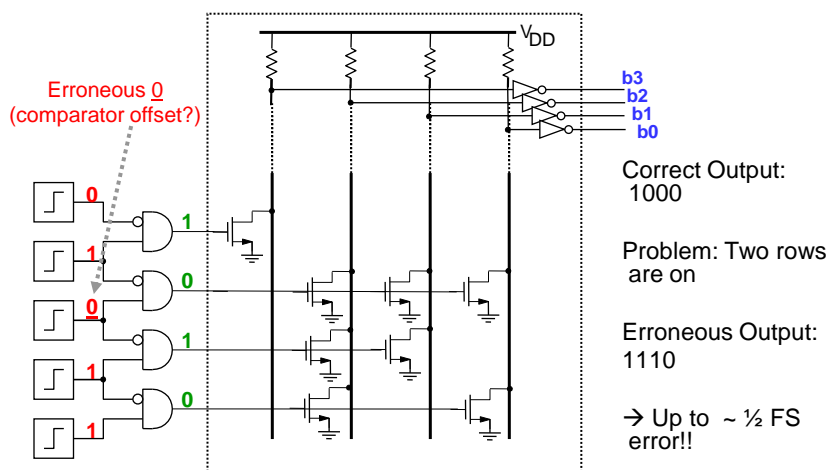 VDD
b3
b2
b1
b0
Erroneous 0
(comparator offset?)
0
1
0
1
1
1
0
1
0
Correct Output:
1000
Problem: Two rows
are on
Erroneous Output:
1110
→ Up to ~ ½ FS
error!!